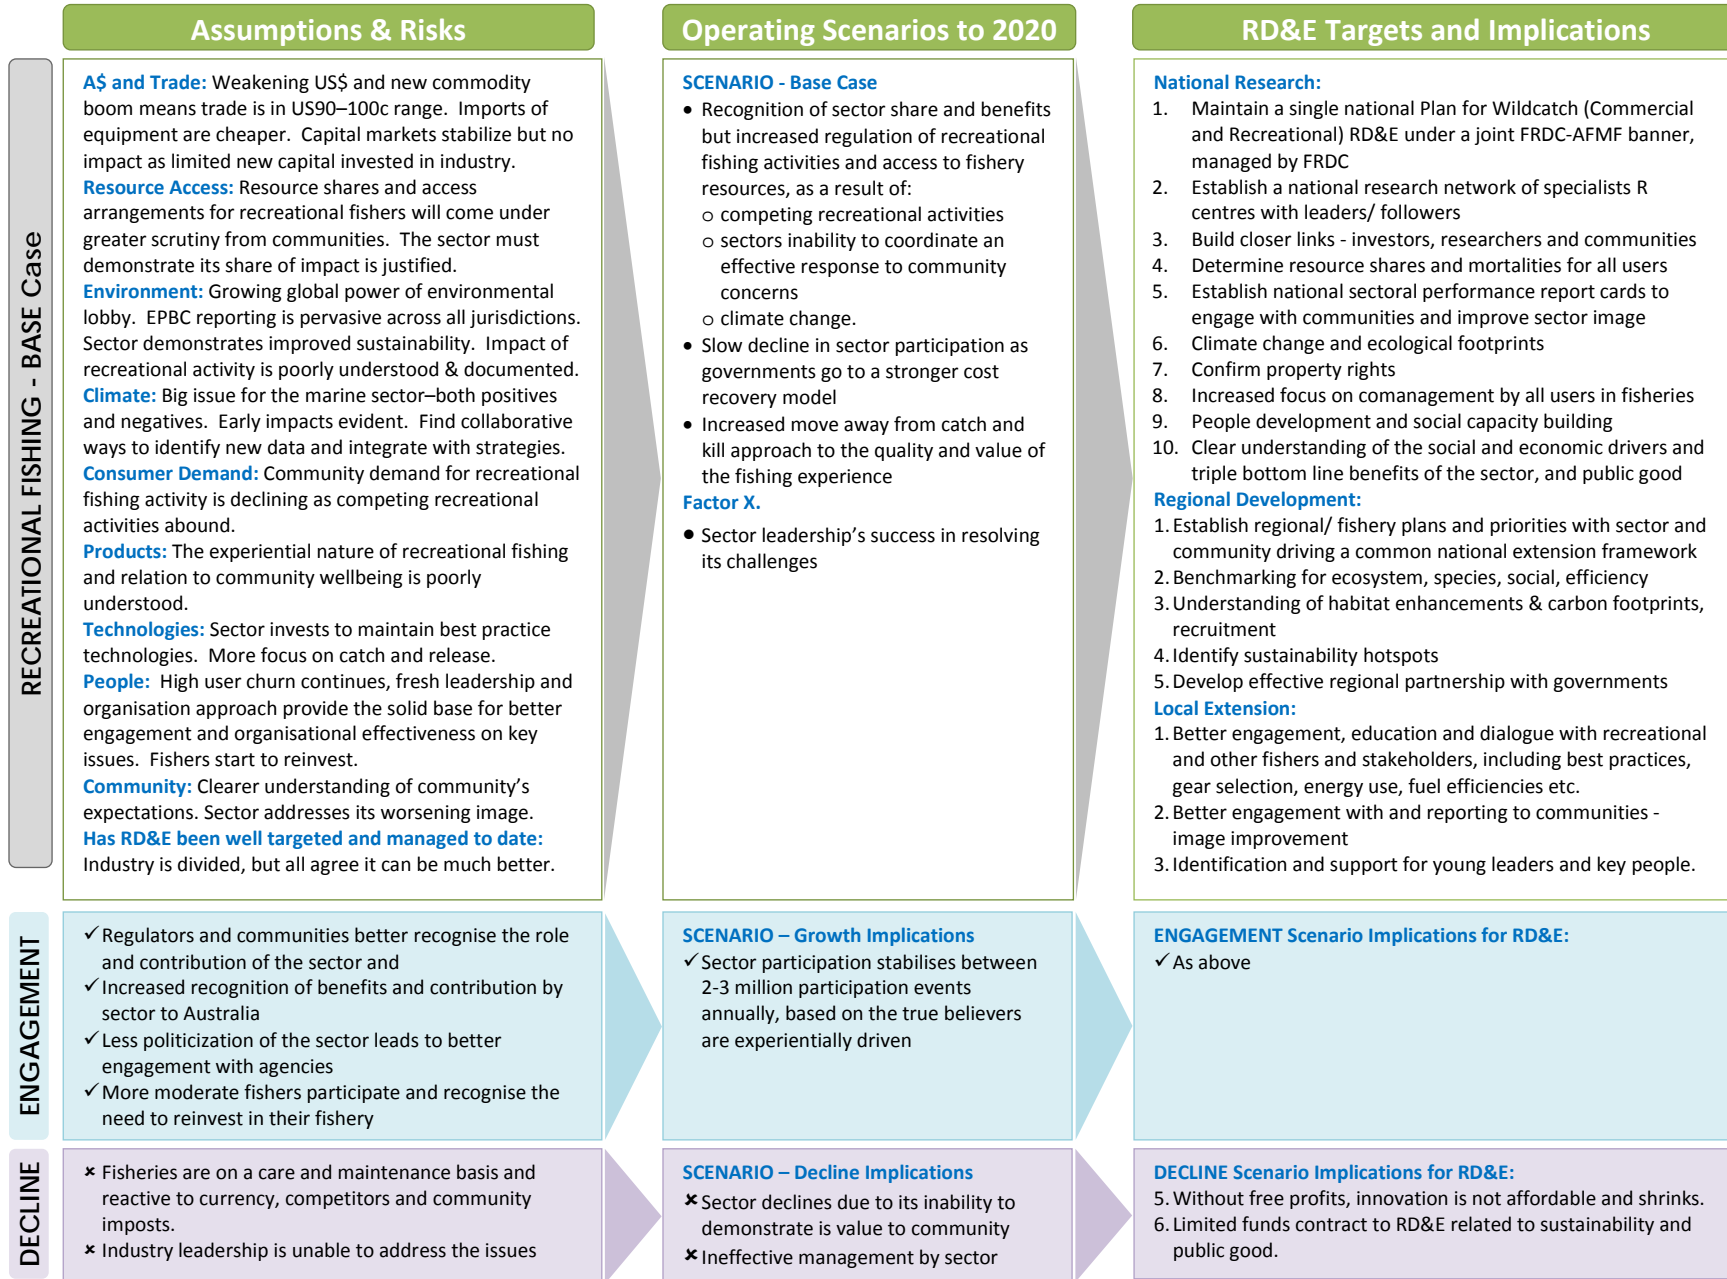 Assumptions & Risks
Operating Scenarios to 2020
RD&E Targets and Implications
RECREATIONAL FISHING - BASE Case
A$ and Trade: Weakening US$ and new commodity
boom means trade is in US90–100c range. Imports of
equipment are cheaper. Capital markets stabilize but no
impact as limited new capital invested in industry.
Resource Access: Resource shares and access
arrangements for recreational fishers will come under
greater scrutiny from communities. The sector must
demonstrate its share of impact is justified.
Environment: Growing global power of environmental
lobby. EPBC reporting is pervasive across all jurisdictions.
Sector demonstrates improved sustainability. Impact of
recreational activity is poorly understood & documented.
Climate: Big issue for the marine sector–both positives
and negatives. Early impacts evident. Find collaborative
ways to identify new data and integrate with strategies.
Consumer Demand: Community demand for recreational
fishing activity is declining as competing recreational
activities abound.
Products: The experiential nature of recreational fishing
and relation to community wellbeing is poorly
understood.
Technologies: Sector invests to maintain best practice
technologies. More focus on catch and release.
People: High user churn continues, fresh leadership and
organisation approach provide the solid base for better
engagement and organisational effectiveness on key
issues. Fishers start to reinvest.
Community: Clearer understanding of community's
expectations. Sector addresses its worsening image.
Has RD&E been well targeted and managed to date:
Industry is divided, but all agree it can be much better.
SCENARIO - Base Case
• Recognition of sector share and benefits
but increased regulation of recreational
fishing activities and access to fishery
resources, as a result of:
o competing recreational activities
o sectors inability to coordinate an
effective response to community
concerns
o climate change.
• Slow decline in sector participation as
governments go to a stronger cost
recovery model
• Increased move away from catch and
kill approach to the quality and value of
the fishing experience
Factor X.
• Sector leadership's success in resolving
its challenges
National Research:
1. Maintain a single national Plan for Wildcatch (Commercial
and Recreational) RD&E under a joint FRDC-AFMF banner,
managed by FRDC
2. Establish a national research network of specialists R
centres with leaders/ followers
3. Build closer links - investors, researchers and communities
4. Determine resource shares and mortalities for all users
5. Establish national sectoral performance report cards to
engage with communities and improve sector image
6. Climate change and ecological footprints
7. Confirm property rights
8. Increased focus on comanagement by all users in fisheries
9. People development and social capacity building
10. Clear understanding of the social and economic drivers and
triple bottom line benefits of the sector, and public good
Regional Development:
1. Establish regional/ fishery plans and priorities with sector and
community driving a common national extension framework
2. Benchmarking for ecosystem, species, social, efficiency
3. Understanding of habitat enhancements & carbon footprints,
recruitment
4. Identify sustainability hotspots
5. Develop effective regional partnership with governments
Local Extension:
1. Better engagement, education and dialogue with recreational
and other fishers and stakeholders, including best practices,
gear selection, energy use, fuel efficiencies etc.
2. Better engagement with and reporting to communities -
image improvement
3. Identification and support for young leaders and key people.
ENGAGEMENT
✓ Regulators and communities better recognise the role
and contribution of the sector and
✓ Increased recognition of benefits and contribution by
sector to Australia
✓ Less politicization of the sector leads to better
engagement with agencies
✓ More moderate fishers participate and recognise the
need to reinvest in their fishery
SCENARIO – Growth Implications
✓ Sector participation stabilises between
2-3 million participation events
annually, based on the true believers
are experientially driven
ENGAGEMENT Scenario Implications for RD&E:
✓ As above
DECLINE
✗ Fisheries are on a care and maintenance basis and
reactive to currency, competitors and community
imposts.
✗ Industry leadership is unable to address the issues
SCENARIO – Decline Implications
✗ Sector declines due to its inability to
demonstrate is value to community
✗ Ineffective management by sector
DECLINE Scenario Implications for RD&E:
5. Without free profits, innovation is not affordable and shrinks.
6. Limited funds contract to RD&E related to sustainability and
public good.